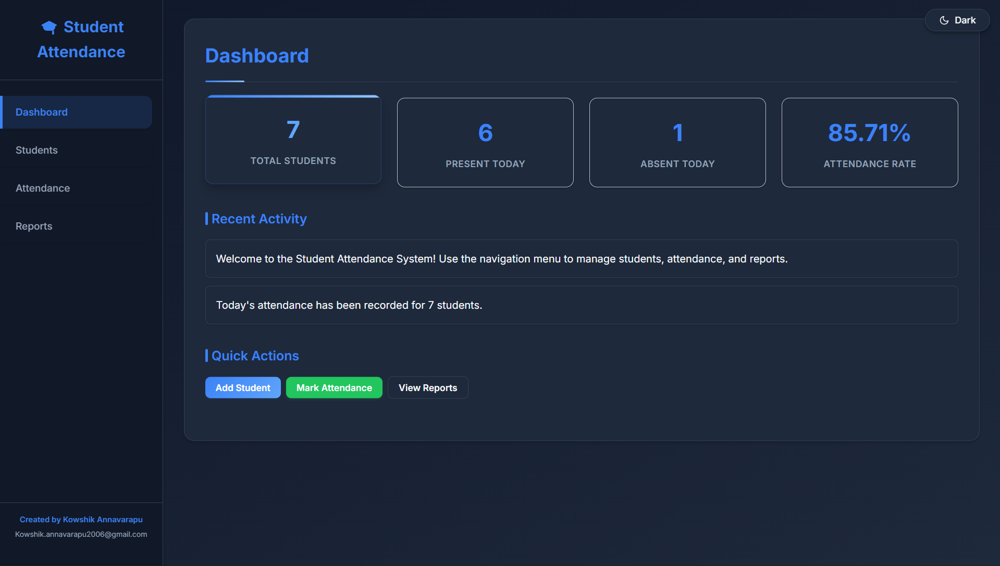 Student
Attendance
Dashboard
Students
Attendance
Reports
Created by Kowshik Annavarapu
Kowshik.annavarapu2006@gmail.com
Dark
Dashboard
7
TOTAL STUDENTS
6
PRESENT TODAY
1
ABSENT TODAY
85.71%
ATTENDANCE RATE
Recent Activity
Welcome to the Student Attendance System! Use the navigation menu to manage students, attendance, and reports.
Today's attendance has been recorded for 7 students.
Quick Actions
Add Student
Mark Attendance
View Reports